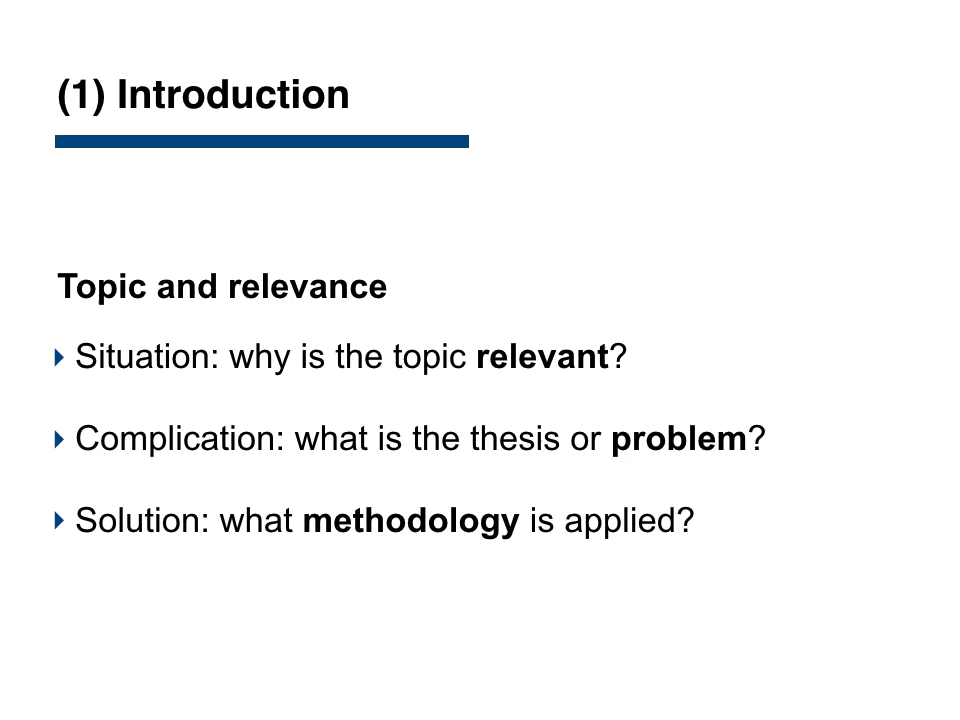 (1) Introduction
Topic and relevance
Situation: why is the topic relevant?
Complication: what is the thesis or problem?
Solution: what methodology is applied?